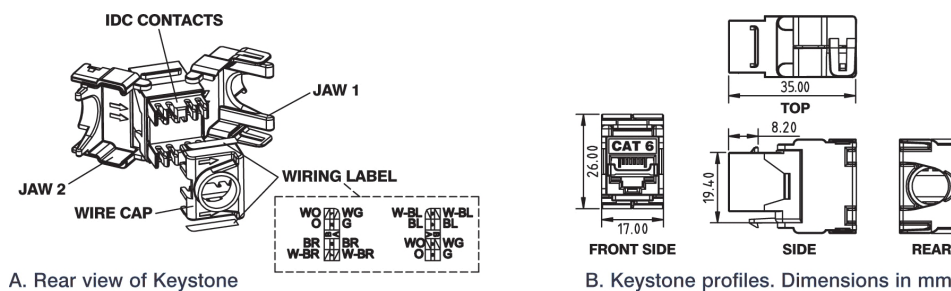 IDC CONTACTS
JAW 1
JAW 2
WIRE CAP
WIRING LABEL
WO WG
O G
B A
BR BR
W-BR W-BR
W-BL W-BL
BL BL
WO WG
O G
A. Rear view of Keystone
35.00
TOP
8.20
CAT 6
26.00
19.40
17.00
FRONT SIDE
SIDE
REAR
B. Keystone profiles. Dimensions in mm